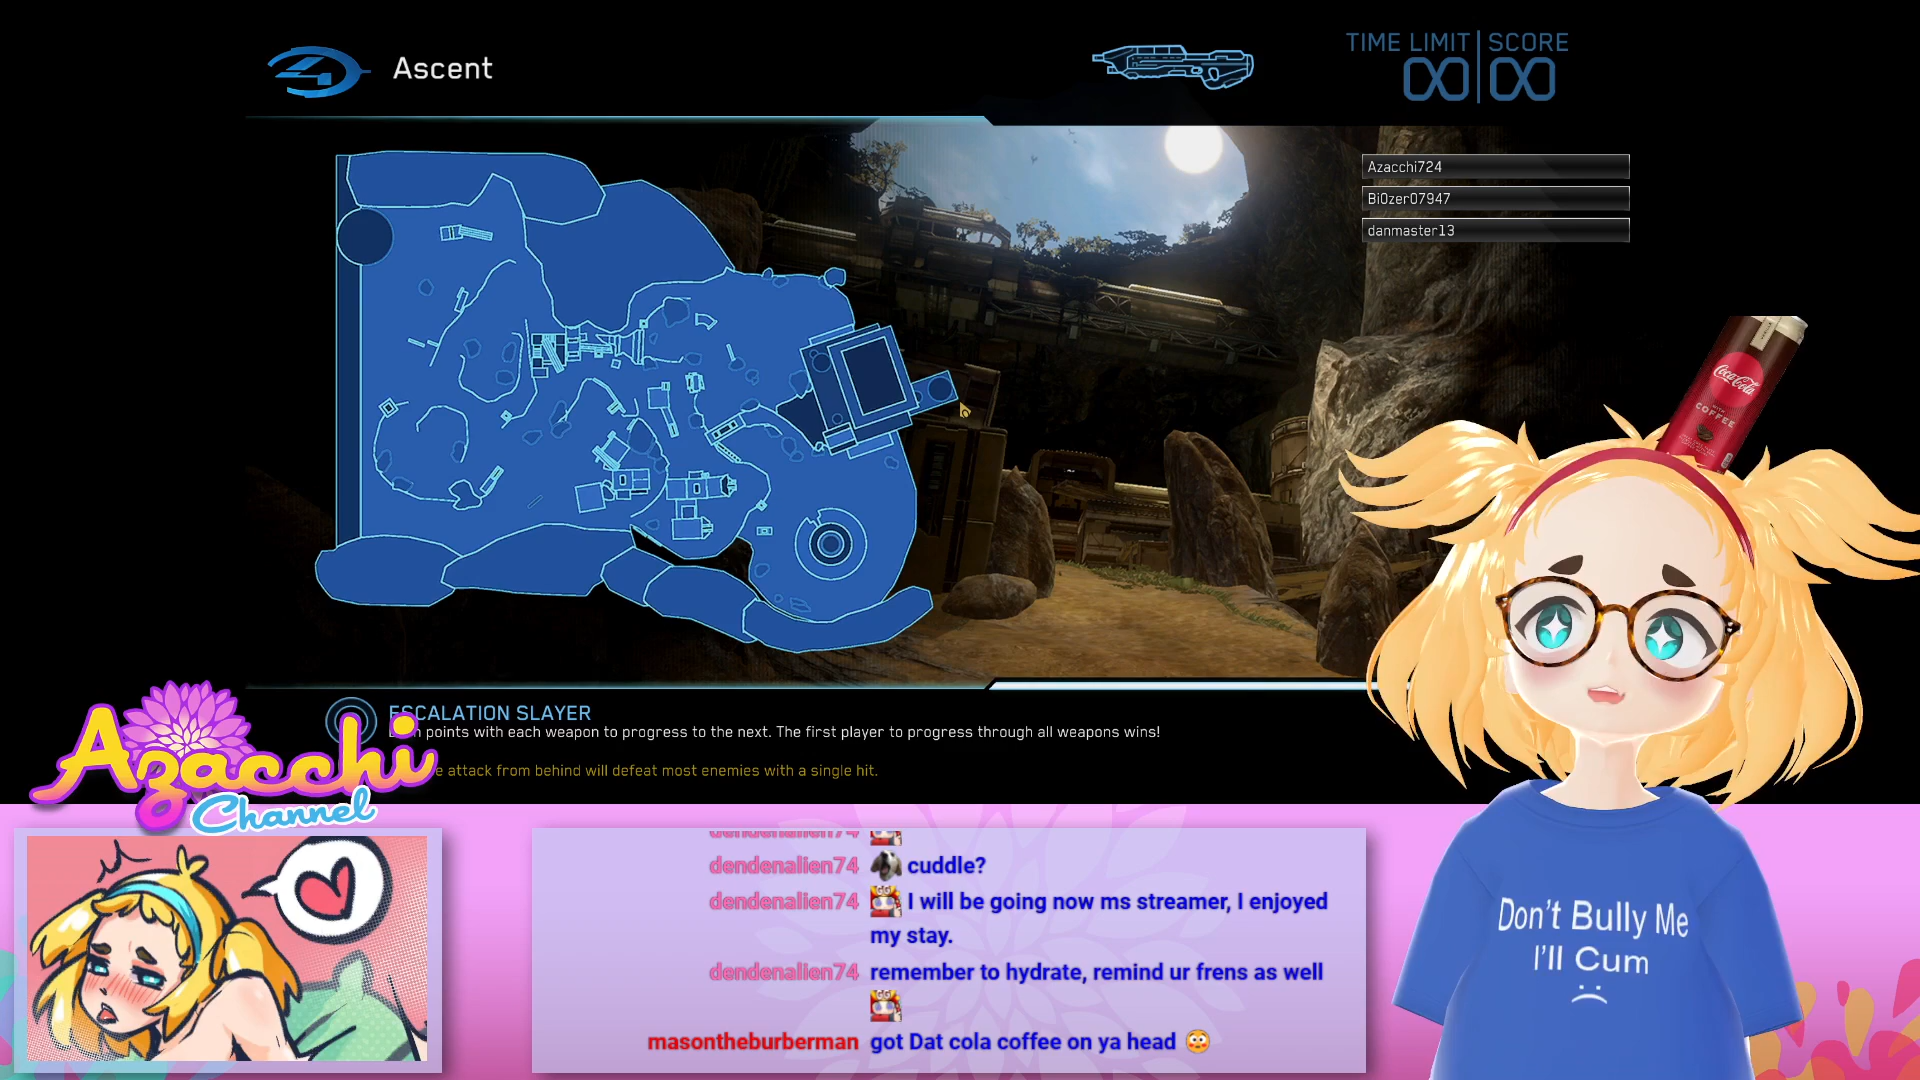 Ascent
TIME LIMIT SCORE
Azacchi724
Bi0zer07947
danmaster13
Coca-Cola
WITH
COFFEE
ESCALATION SLAYER
points with each weapon to progress to the next. The first player to progress through all weapons wins!
attack from behind will defeat most enemies with a single hit.
Azacchi
Channel
dendenalien74
dendenalien74 cuddle?
dendenalien74 I will be going now ms streamer, I enjoyed
my stay.
dendenalien74 remember to hydrate, remind ur frens as well
masontheburberman got Dat cola coffee on ya head 😳
Don't Bully Me
I'll Cum